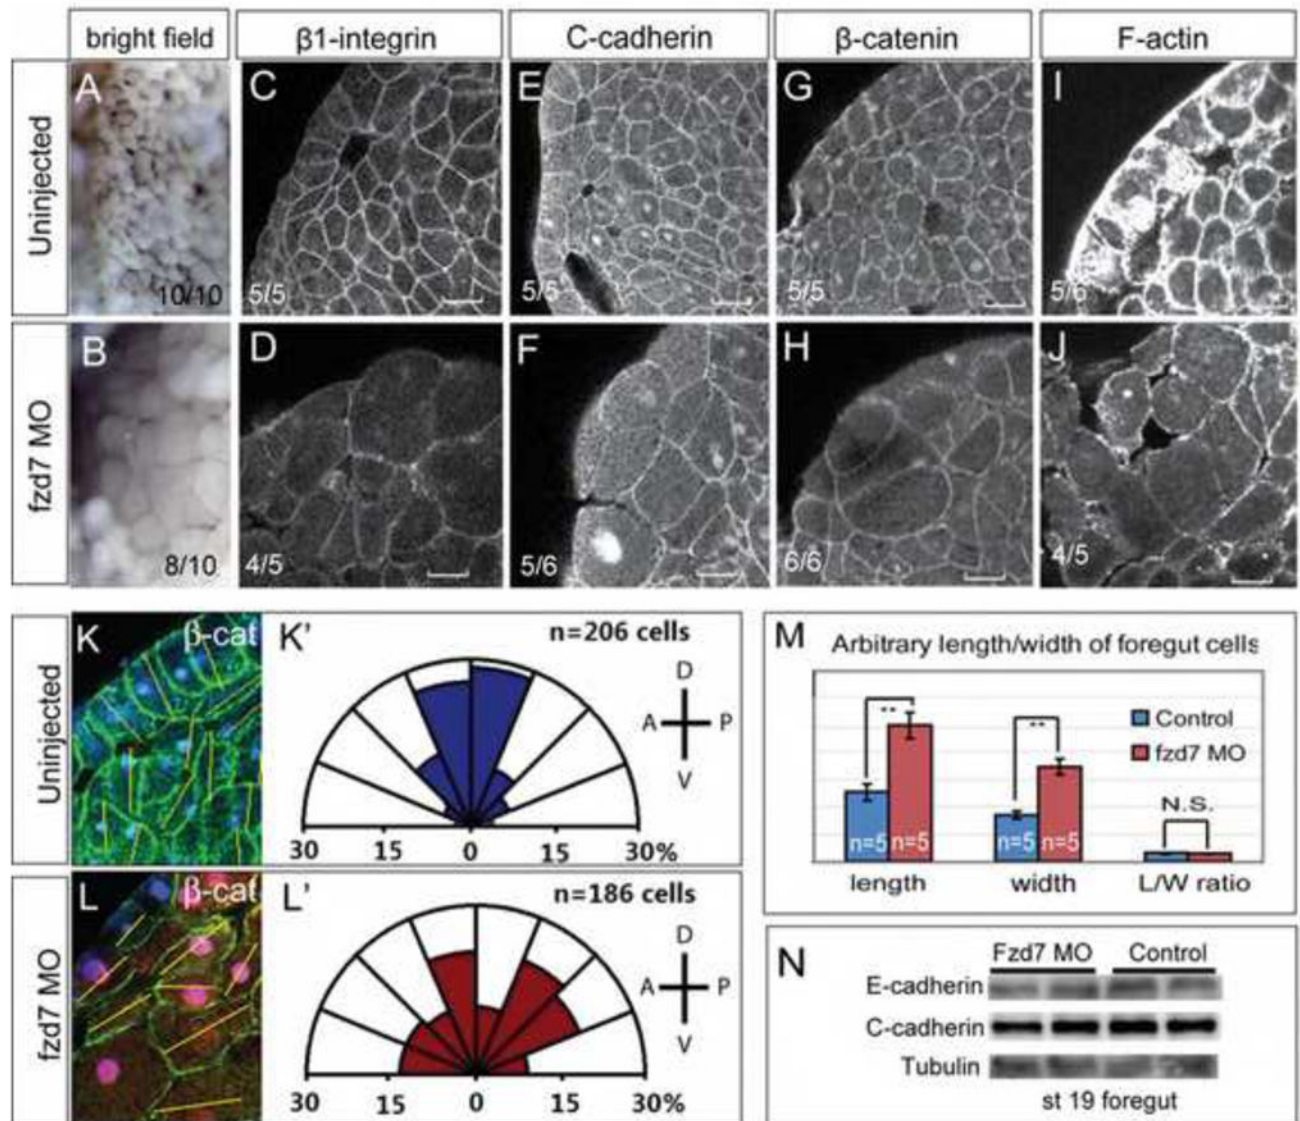 bright field β1-integrin C-cadherin β-catenin F-actin
Uninjected
A 10/10
C 5/5
E 5/5
G 5/5
I 5/6
fzd7 MO
B 8/10
D 4/5
F 5/6
H 6/6
J 4/5
Uninjected
K β-cat
K' n=206 cells
D
A P
V
30 15 0 15 30%
fzd7 MO
L β-cat
L' n=186 cells
D
A P
V
30 15 0 15 30%
M Arbitrary length/width of foregut cells
Control
fzd7 MO
** ** N.S.
n=5 n=5 n=5 n=5
length width L/W ratio
N Fzd7 MO Control
E-cadherin
C-cadherin
Tubulin
st 19 foregut